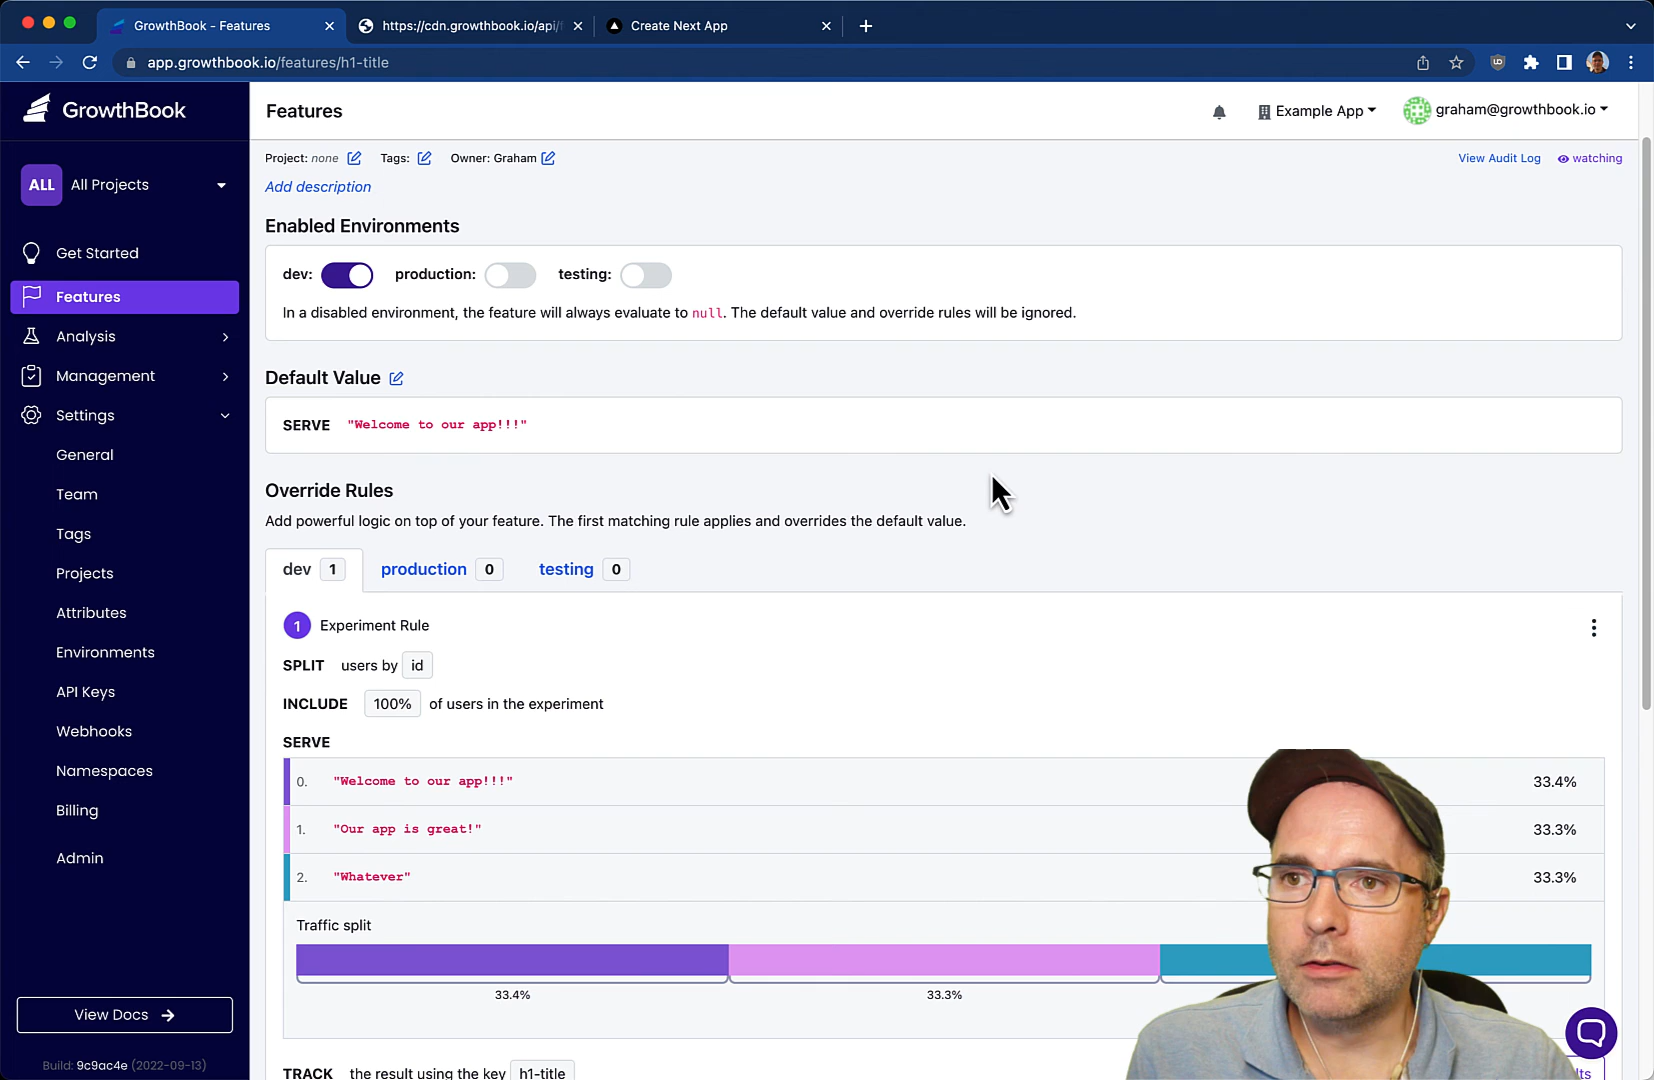 GrowthBook - Features
https://cdn.growthbook.io/api/f
Create Next App
app.growthbook.io/features/h1-title
GrowthBook
Features
Example App
graham@growthbook.io
ALL All Projects
Project: none Tags: Owner: Graham
View Audit Log watching
Add description
Get Started
Features
Analysis
Management
Settings
General
Team
Tags
Projects
Attributes
Environments
API Keys
Webhooks
Namespaces
Billing
Admin
View Docs →
Build: 9c9ac4e (2022-09-13)
Enabled Environments
dev: production: testing:
In a disabled environment, the feature will always evaluate to null. The default value and override rules will be ignored.
Default Value
SERVE "Welcome to our app!!!"
Override Rules
Add powerful logic on top of your feature. The first matching rule applies and overrides the default value.
dev 1 production 0 testing 0
1 Experiment Rule
SPLIT users by id
INCLUDE 100% of users in the experiment
SERVE
0. "Welcome to our app!!!" 33.4%
1. "Our app is great!" 33.3%
2. "Whatever" 33.3%
Traffic split
33.4% 33.3%
TRACK the result using the key h1-title
lts